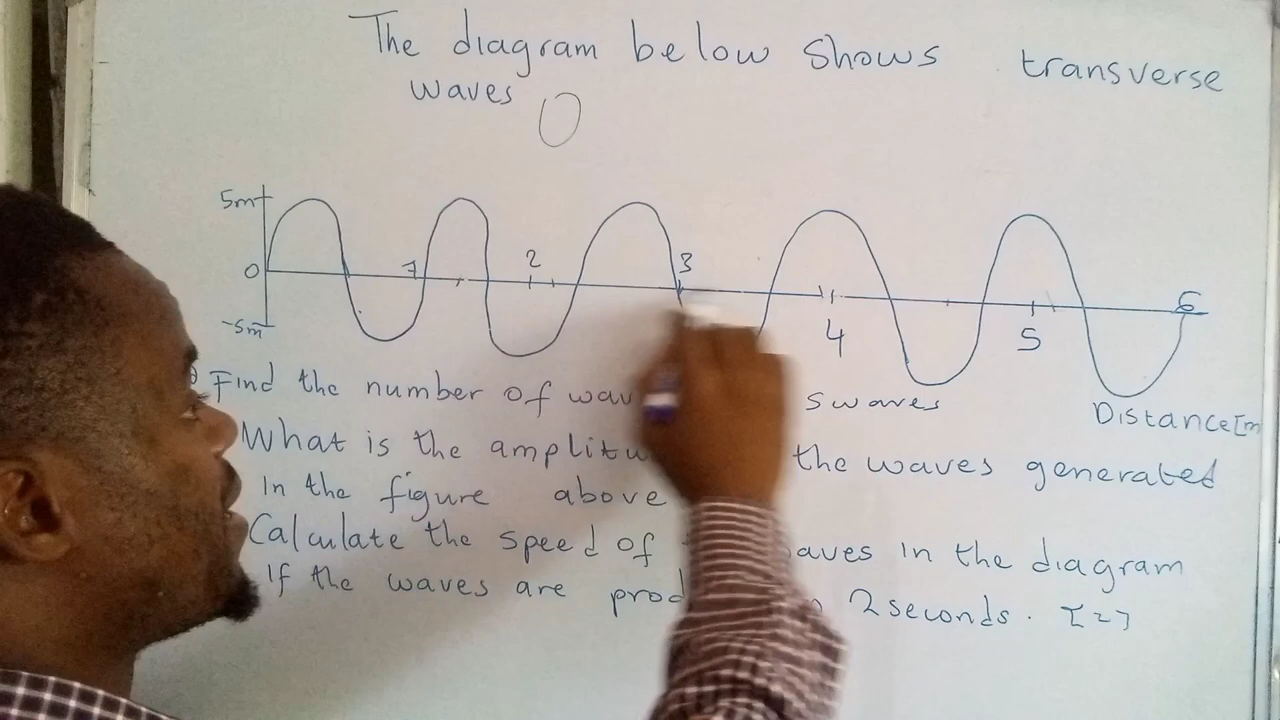 The diagram below shows transverse
waves
5m
0
-5m
1
2
3
4
5
6
Distance[m
Find the number of wav
5 waves
What is the amplitu the waves generated
In the figure above
Calculate the speed of aves in the diagram
If the waves are prod 2 seconds.